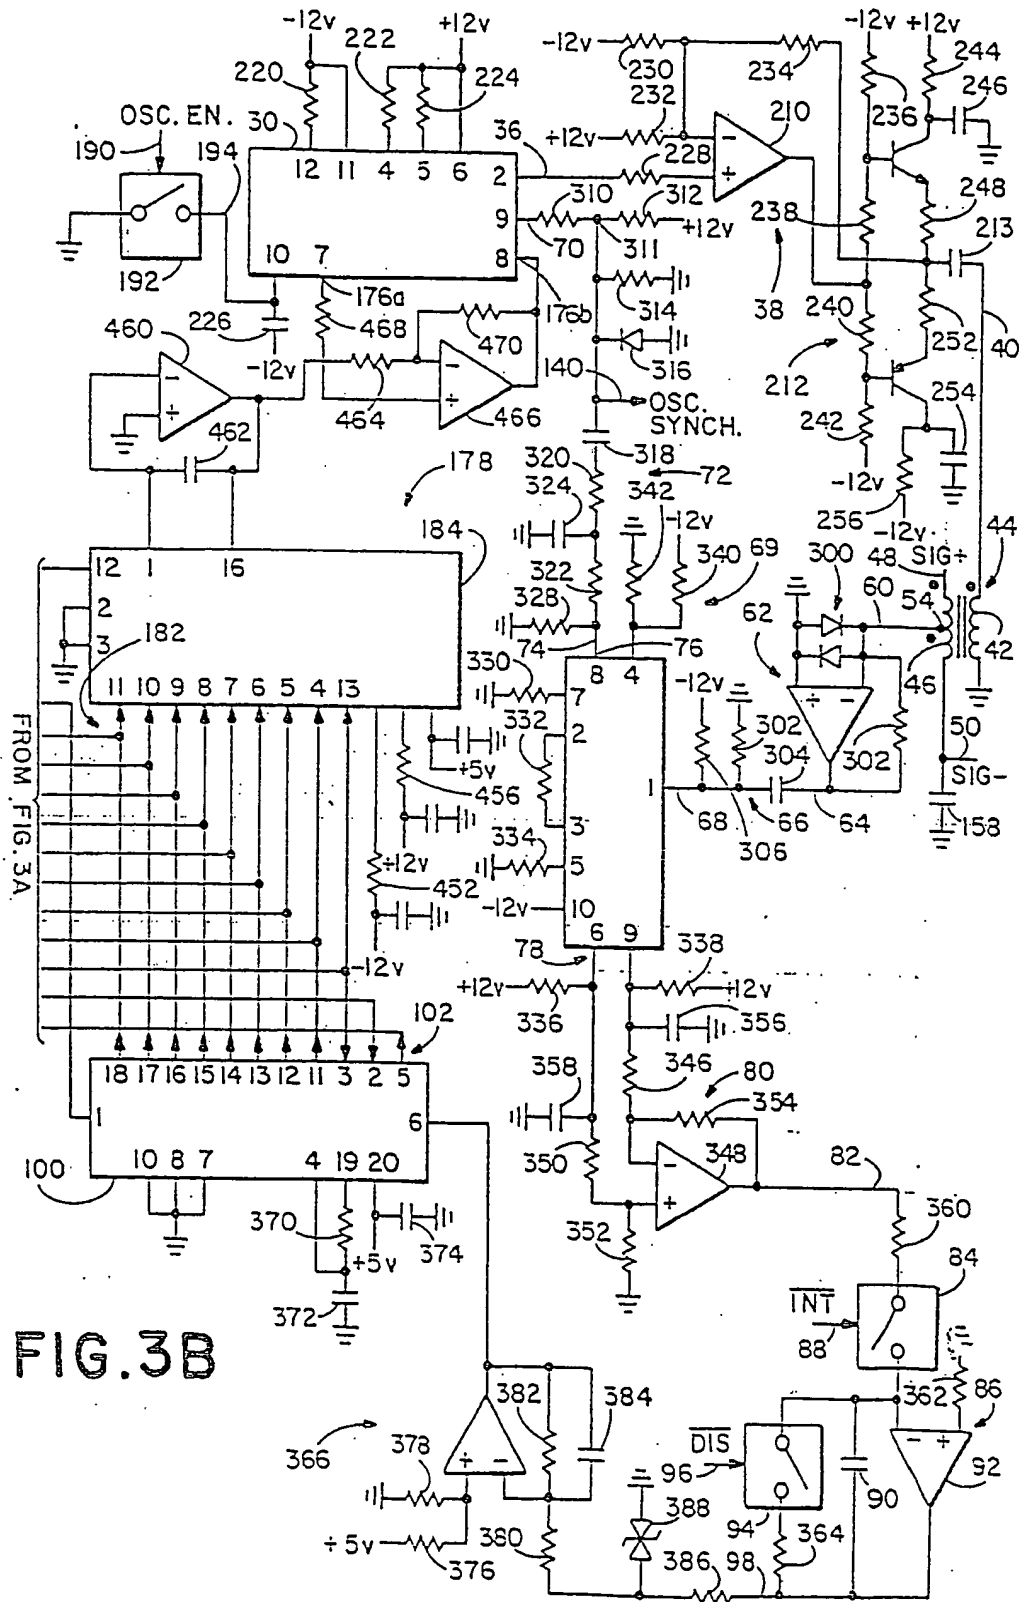 -12v +12v -12v -12v +12v
222 244
220 230 234 246
30 224 232 236
OSC. EN. 36 210
190 194 12 11 4 5 6 2 +12v 228
310 312 248
9 238 213
192 10 7 8 70 311 +12v 38
176a 176b 314 240 252 40
460 226 468 470 316 212
-12v 140 OSC. SYNCH. 254
464 466 242
462 318 -12v
178 320 72 256 -12v
324 342 -12v 48 SIG+ 44
184 340 300 60
12 1 16 322 69 54
2 328 62 42
3 74 76 46
182 330 8 4 -12v
11 10 9 8 7 6 5 4 13 7 302 50
332 2 304 302 SIG-
+5v 1
456 3 68 66 64 158
FROM FIG. 3A 334 306
+12v 5
452 -12v 10
6 9 338
-12v 78 +12v
102 +12v 336 356
18 17 16 15 14 13 12 11 3 2 5 358 346 80
1 6 354
350 348 82
10 8 7 4 19 20 360
100 370 374 352 84
+5v INT
372 88
FIG. 3B 362 86
382 384
366 378 DIS
96 92
388 94 90
+5v 380 364
376 386 98